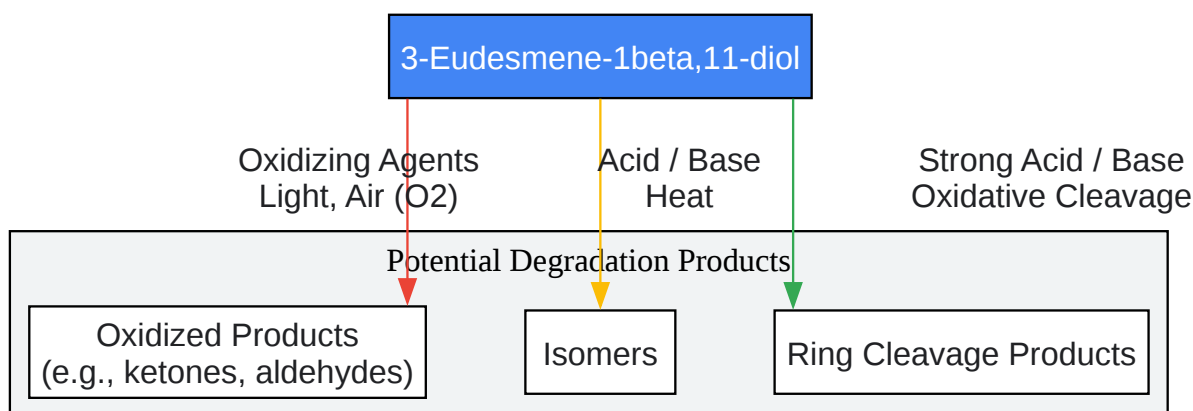 3-Eudesmene-1beta,11-diol
Oxidizing Agents
Light, Air (O2)
Acid / Base
Heat
Strong Acid / Base
Oxidative Cleavage
Potential Degradation Products
Oxidized Products
(e.g., ketones, aldehydes)
Isomers
Ring Cleavage Products